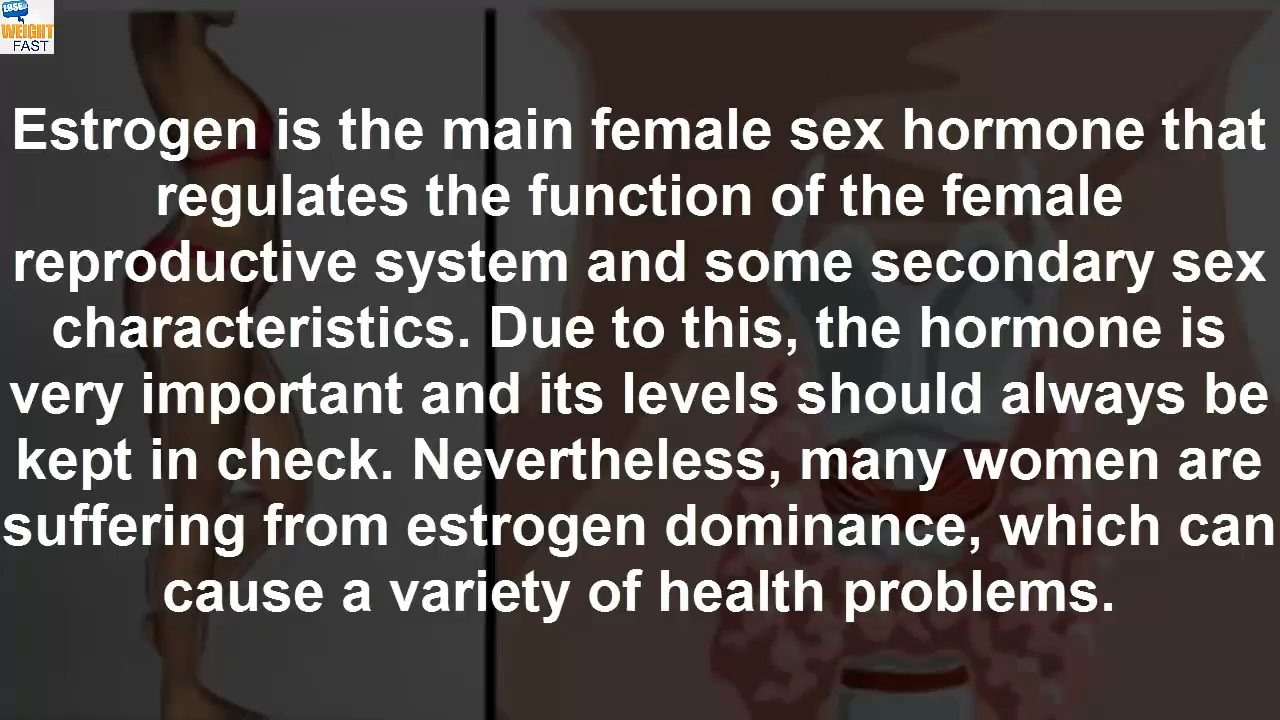 LOSE
WEIGHT
FAST
Estrogen is the main female sex hormone that
regulates the function of the female
reproductive system and some secondary sex
characteristics. Due to this, the hormone is
very important and its levels should always be
kept in check. Nevertheless, many women are
suffering from estrogen dominance, which can
cause a variety of health problems.